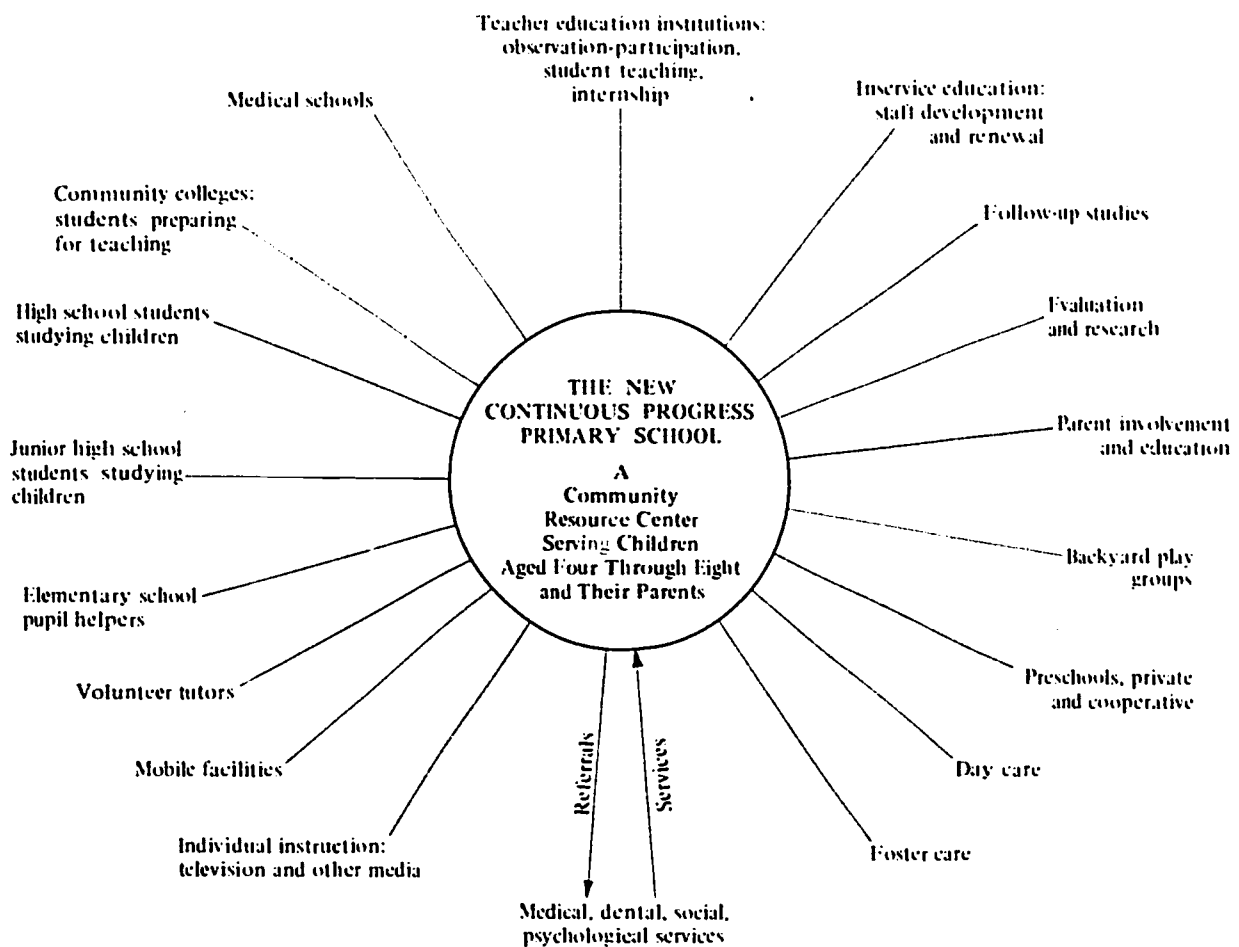 Teacher education institutions:
observation-participation,
student teaching,
internship
Inservice education:
staff development
and renewal
Follow-up studies
Evaluation
and research
Parent involvement
and education
Backyard play
groups
Preschools, private
and cooperative
Day care
Foster care
Medical, dental, social,
psychological services
Services
Referrals
Individual instruction:
television and other media
Mobile facilities
Volunteer tutors
Elementary school
pupil helpers
Junior high school
students studying
children
High school students
studying children
Community colleges:
students preparing
for teaching
Medical schools
THE NEW
CONTINUOUS PROGRESS
PRIMARY SCHOOL
A
Community
Resource Center
Serving Children
Aged Four Through Eight
and Their Parents